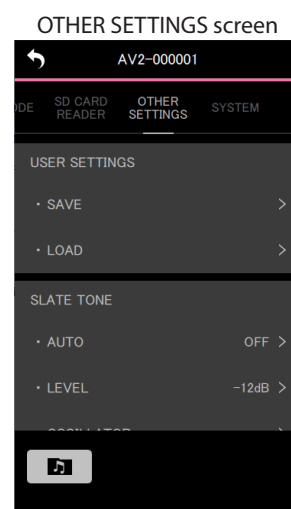 OTHER SETTINGS screen
AV2-000001
ODE
SD CARD
READER
OTHER
SETTINGS
SYSTEM
USER SETTINGS
・SAVE
・LOAD
SLATE TONE
・AUTO OFF
・LEVEL -12dB